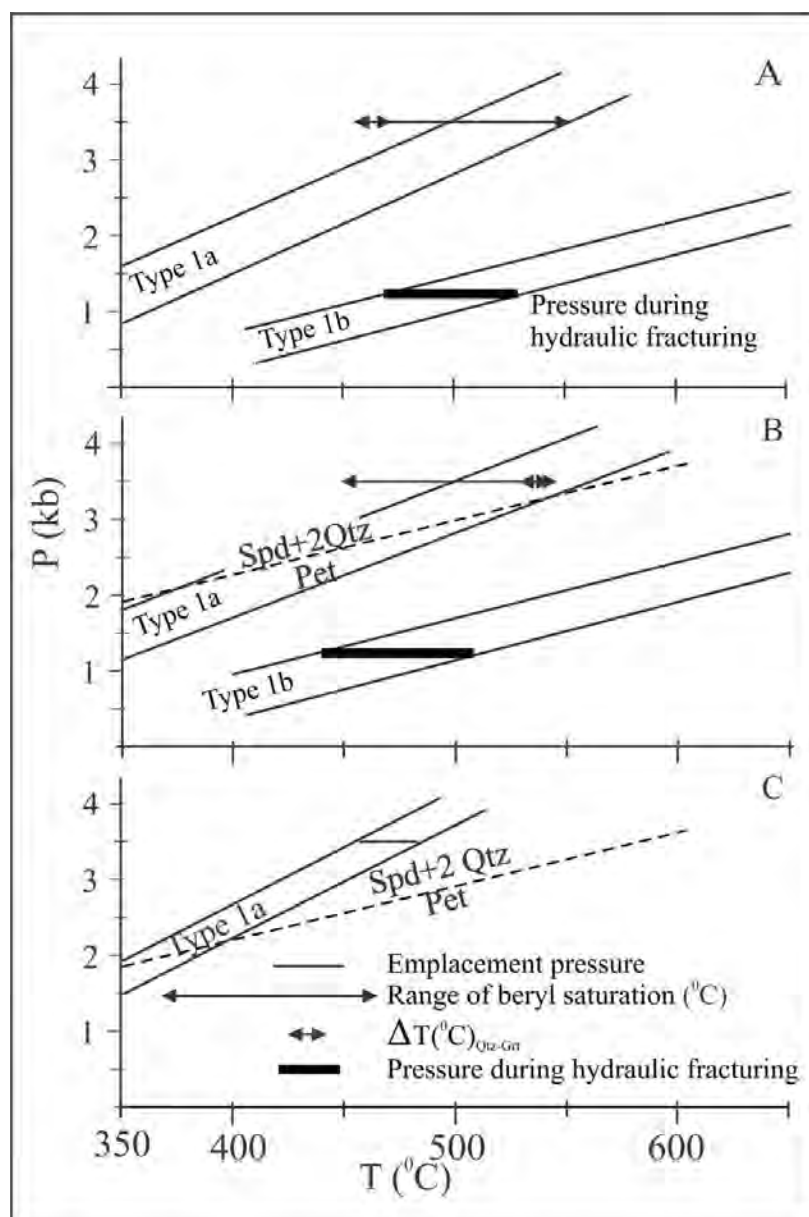 A
4
3
2
1
Type 1a
Type 1b
Pressure during
hydraulic fracturing
B
P (kb)
4
3
2
1
Spd+2Qtz
Pet
Type 1a
Type 1b
C
4
3
2
1
Type 1a
Spd+2 Qtz
Pet
Emplacement pressure
Range of beryl saturation (⁰C)
ΔT(⁰C)Qtz-Grt
Pressure during hydraulic fracturing
350 400 500 600
T (⁰C)